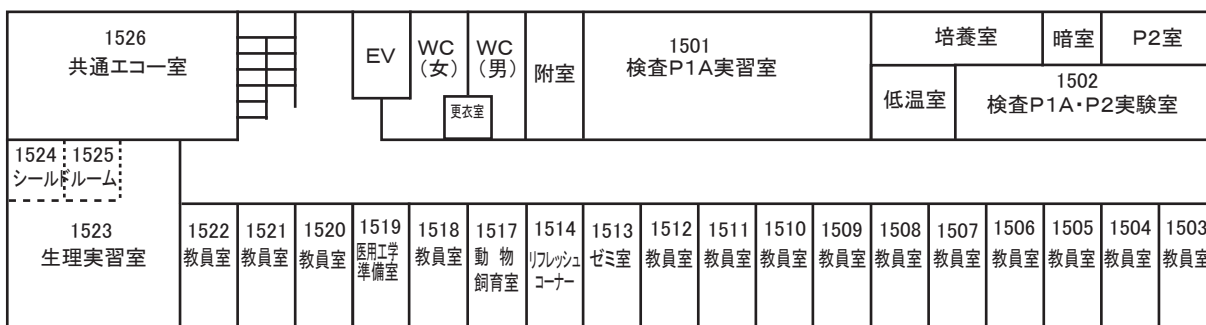 1526
共通エコー室
EV
WC
（女）
WC
（男）
更衣室
附室
1501
検査P1A実習室
培養室
暗室
P2室
低温室
1502
検査P1A・P2実験室
1524
1525
シールドルーム
1523
生理実習室
1522
教員室
1521
教員室
1520
教員室
1519
医用工学
準備室
1518
教員室
1517
動物
飼育室
1514
リフレッシュ
コーナー
1513
ゼミ室
1512
教員室
1511
教員室
1510
教員室
1509
教員室
1508
教員室
1507
教員室
1506
教員室
1505
教員室
1504
教員室
1503
教員室